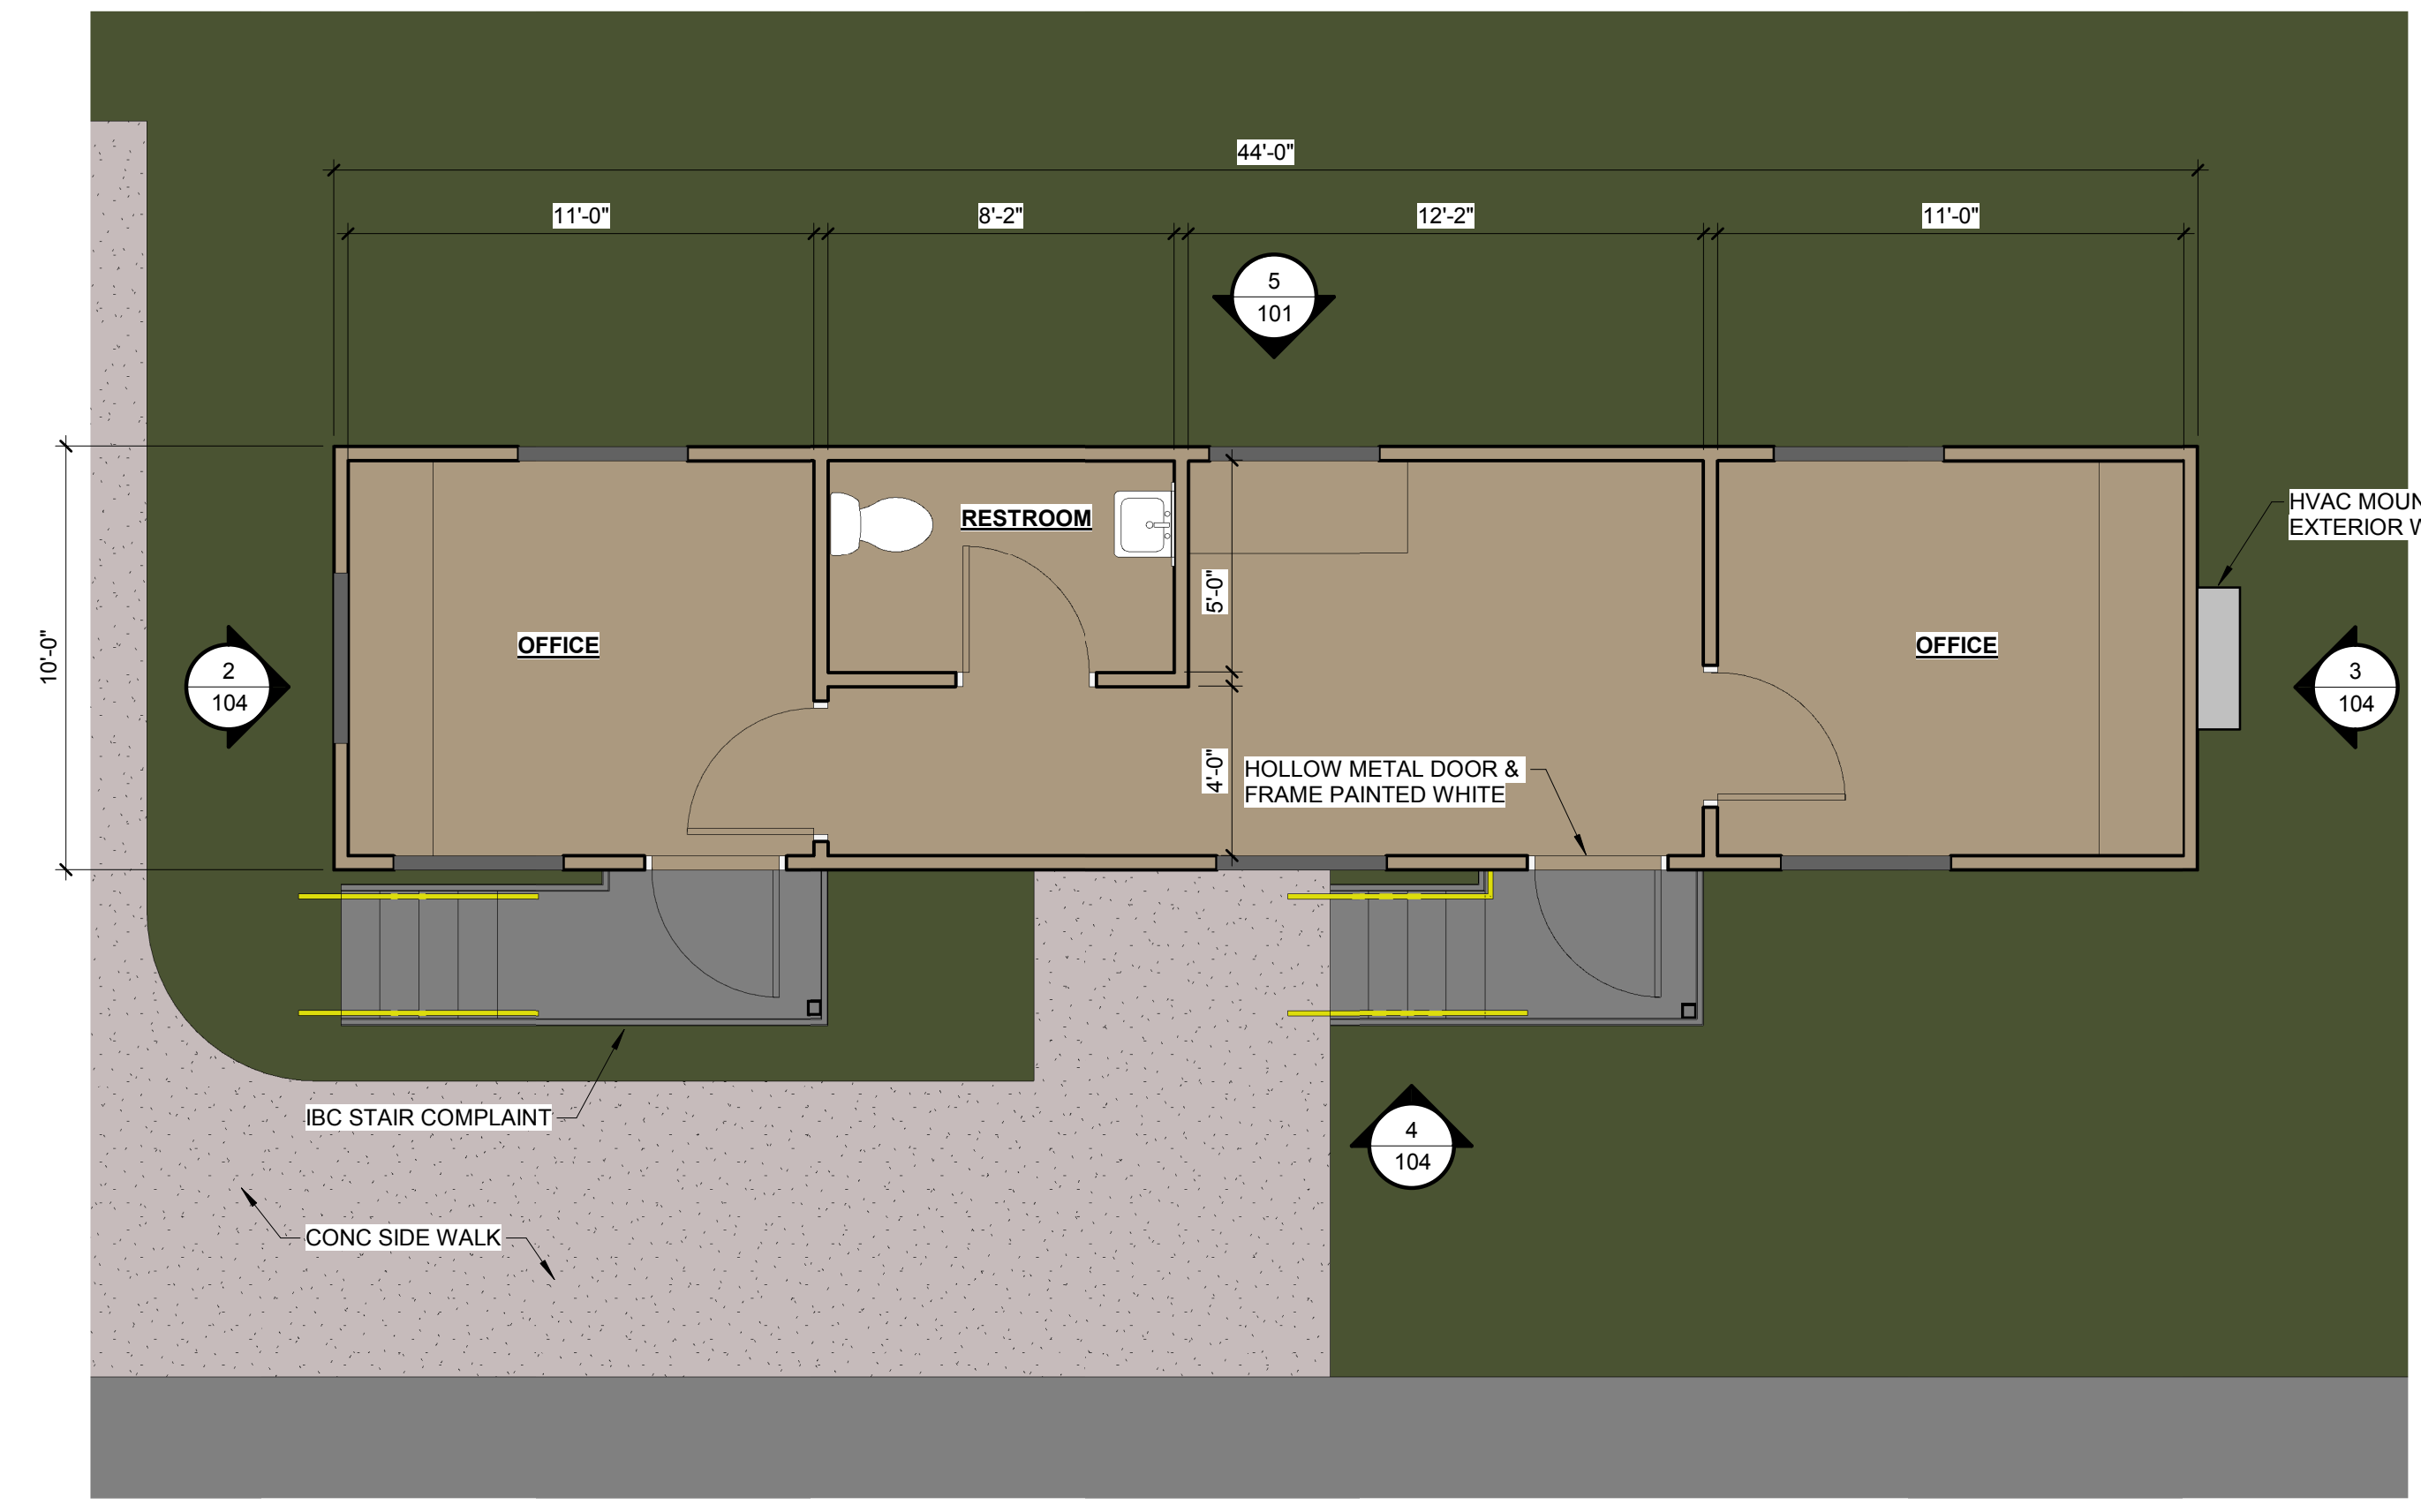 44'-0"
11'-0"
8'-2"
12'-2"
11'-0"
5
101
HVAC MOUN
EXTERIOR W
RESTROOM
5'-0"
OFFICE
OFFICE
10'-0"
2
104
3
104
4'-0"
HOLLOW METAL DOOR &
FRAME PAINTED WHITE
IBC STAIR COMPLAINT
4
104
CONC SIDE WALK